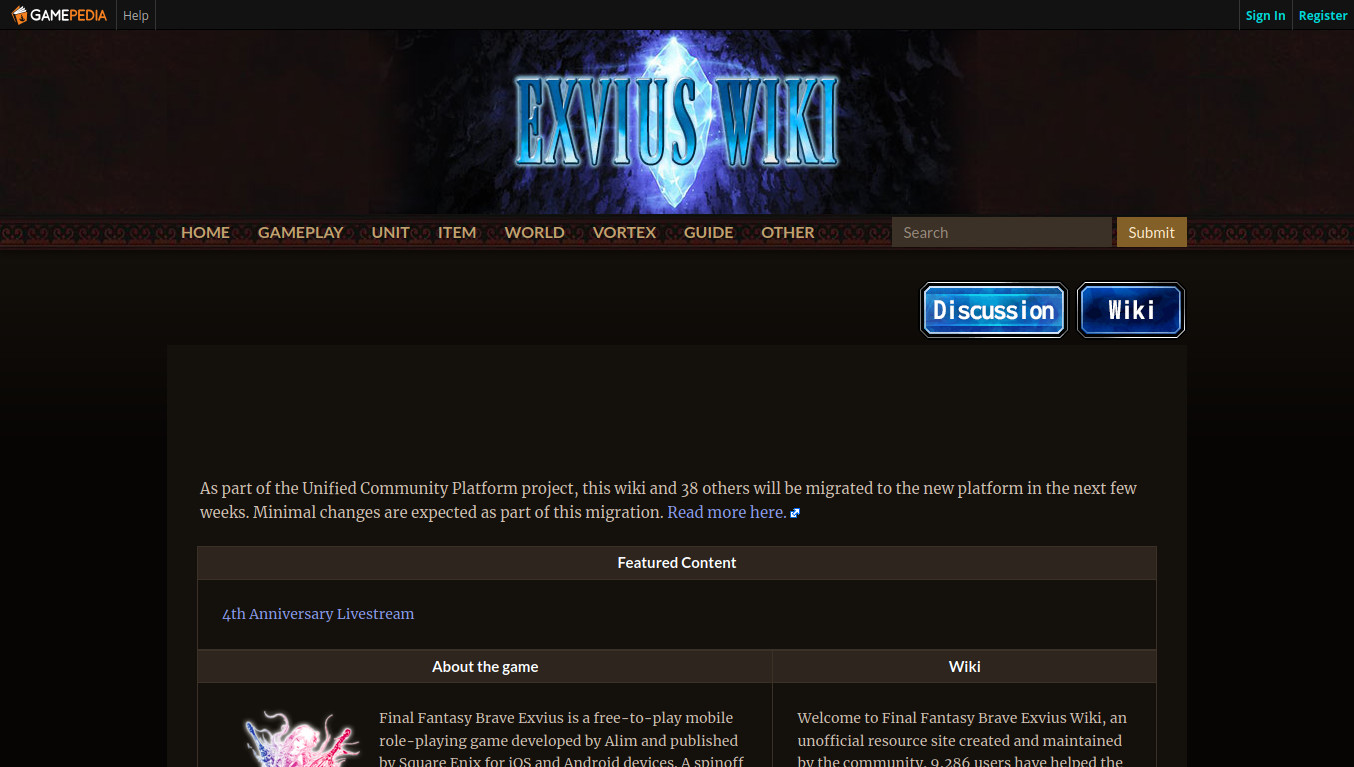 GAMEPEDIA Help Sign In Register
EXVIUS WIKI
HOME GAMEPLAY UNIT ITEM WORLD VORTEX GUIDE OTHER Search Submit
Discussion Wiki
As part of the Unified Community Platform project, this wiki and 38 others will be migrated to the new platform in the next few
weeks. Minimal changes are expected as part of this migration. Read more here.
Featured Content
4th Anniversary Livestream
About the game
Final Fantasy Brave Exvius is a free-to-play mobile
role-playing game developed by Alim and published
by Square Enix for iOS and Android devices. A spinoff
Wiki
Welcome to Final Fantasy Brave Exvius Wiki, an
unofficial resource site created and maintained
by the community. 9,286 users have helped the